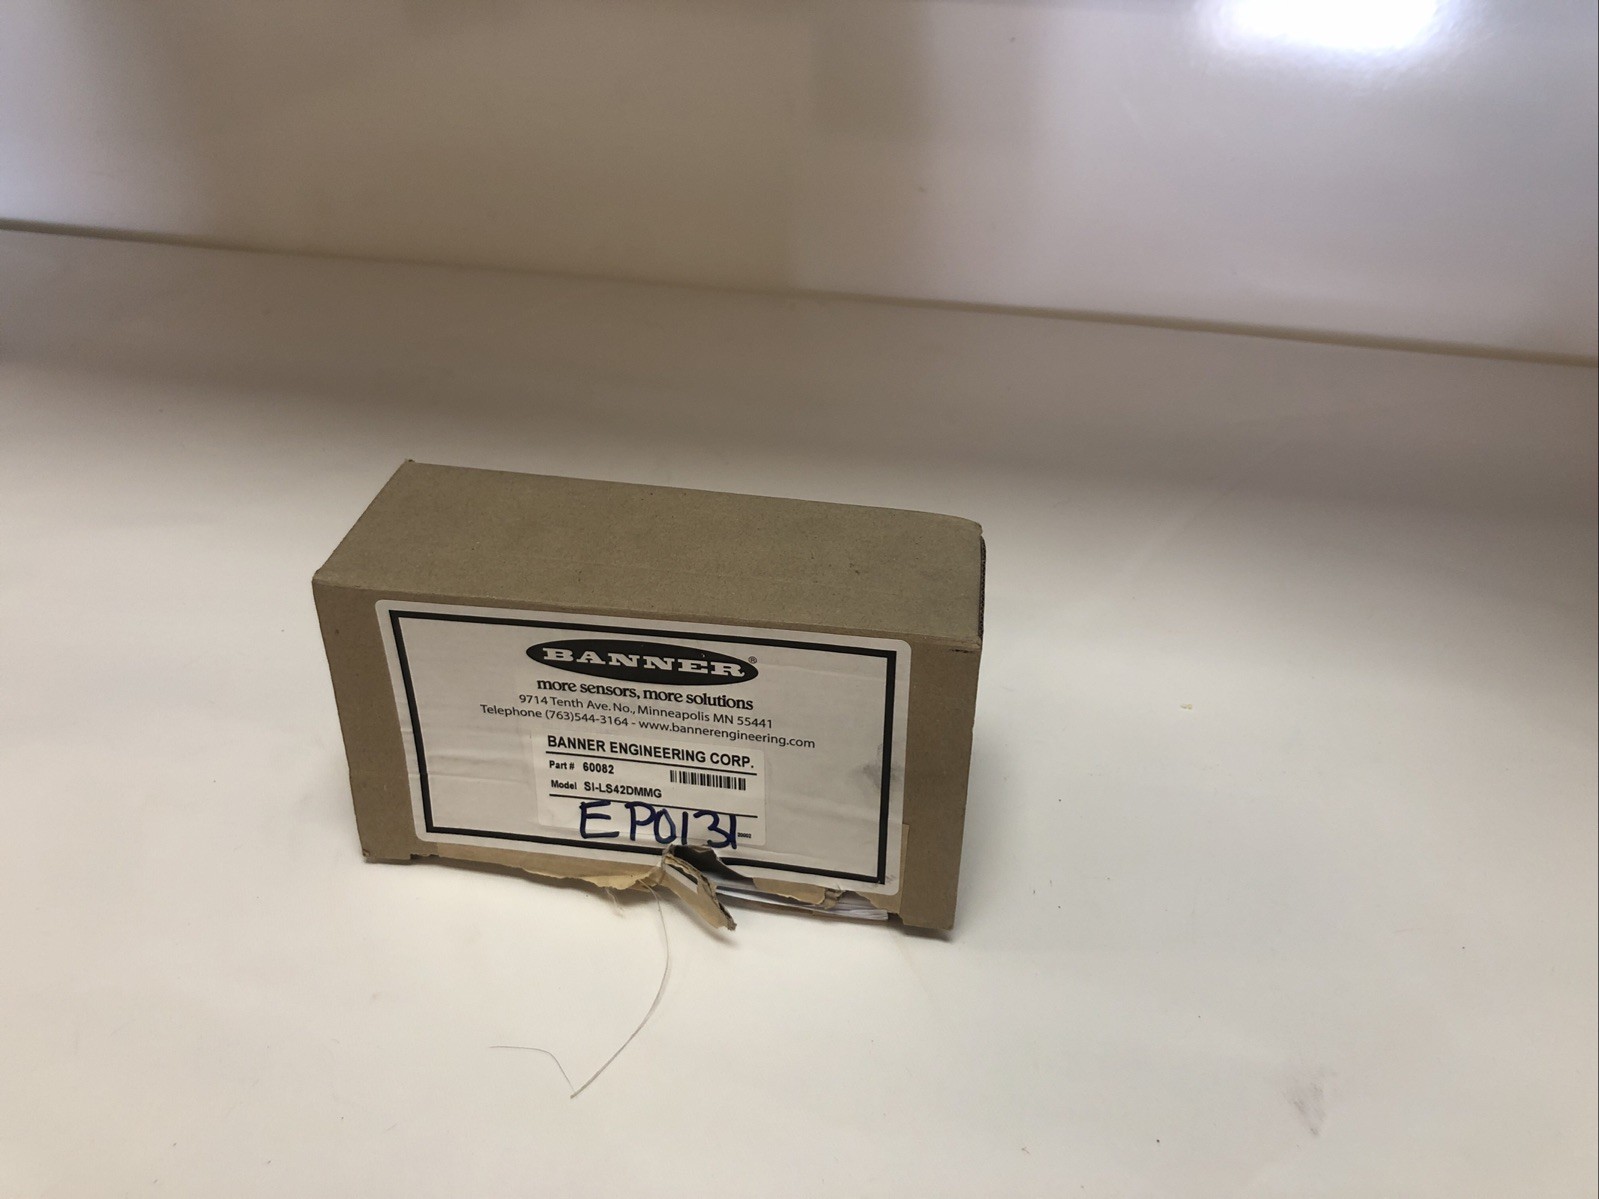 BANNER®
more sensors, more solutions
9714 Tenth Ave. No., Minneapolis MN 55441
Telephone (763)544-3164 - www.bannerengineering.com
BANNER ENGINEERING CORP.
Part # 60082
Model SI-LS42DMMG
EP0131